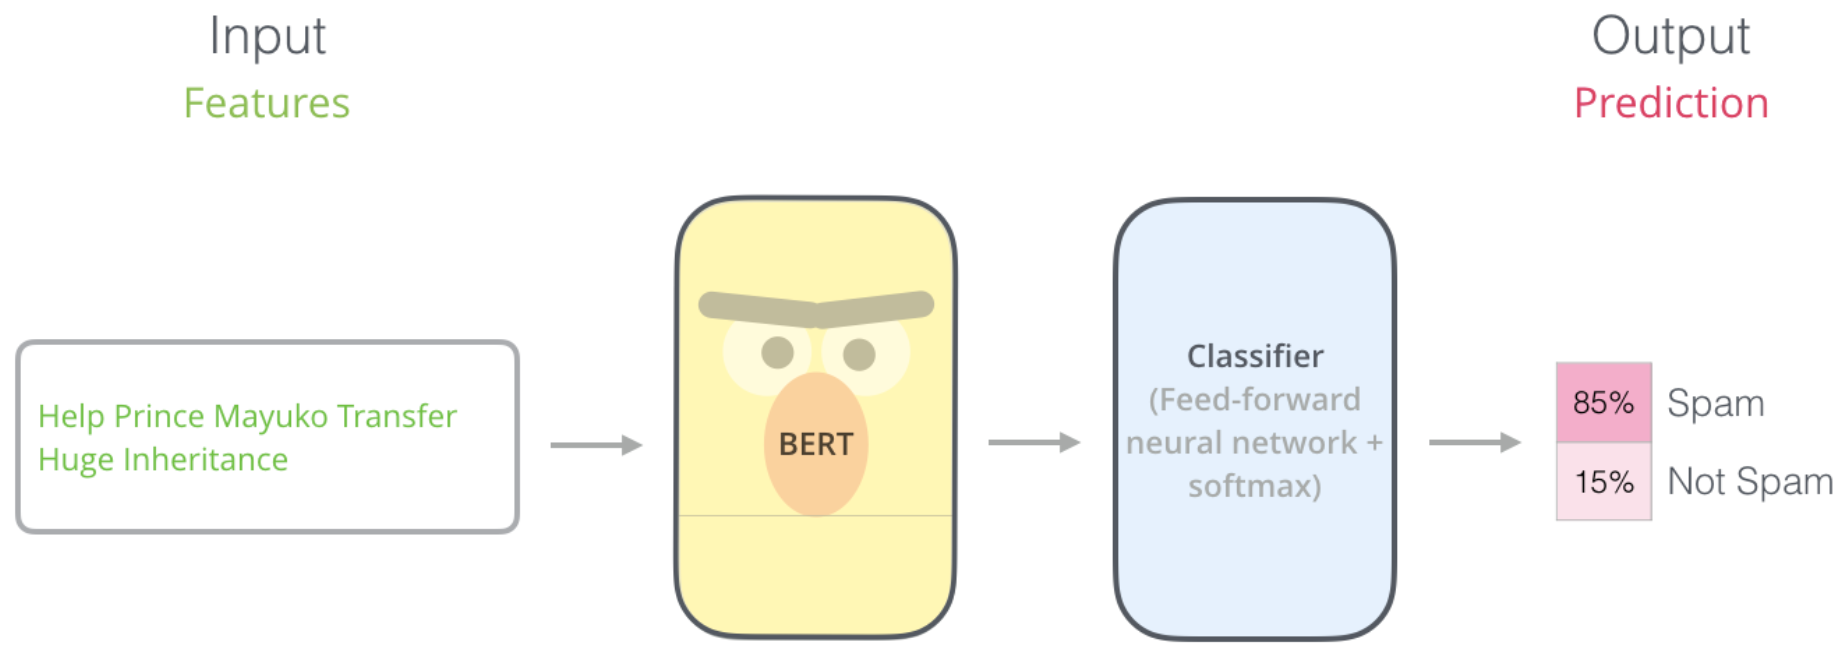 Input
Features
Output
Prediction
Help Prince Mayuko Transfer
Huge Inheritance
BERT
Classifier
(Feed-forward
neural network +
softmax)
85% Spam
15% Not Spam